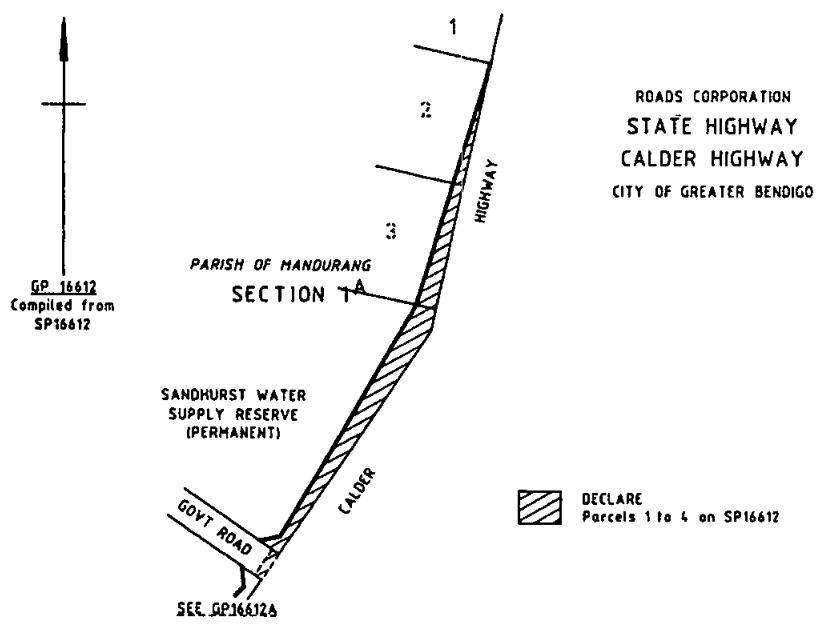 1
2
3
ROADS CORPORATION
STATE HIGHWAY
CALDER HIGHWAY
CITY OF GREATER BENDIGO
HIGHWAY
PARISH OF MANDURANG
SECTION 1A
GP 16612
Compiled from
SP16612
SANDHURST WATER
SUPPLY RESERVE
(PERMANENT)
CALDER
GOVT ROAD
DECLARE
Parcels 1 to 4 on SP16612
SEE GP16612A